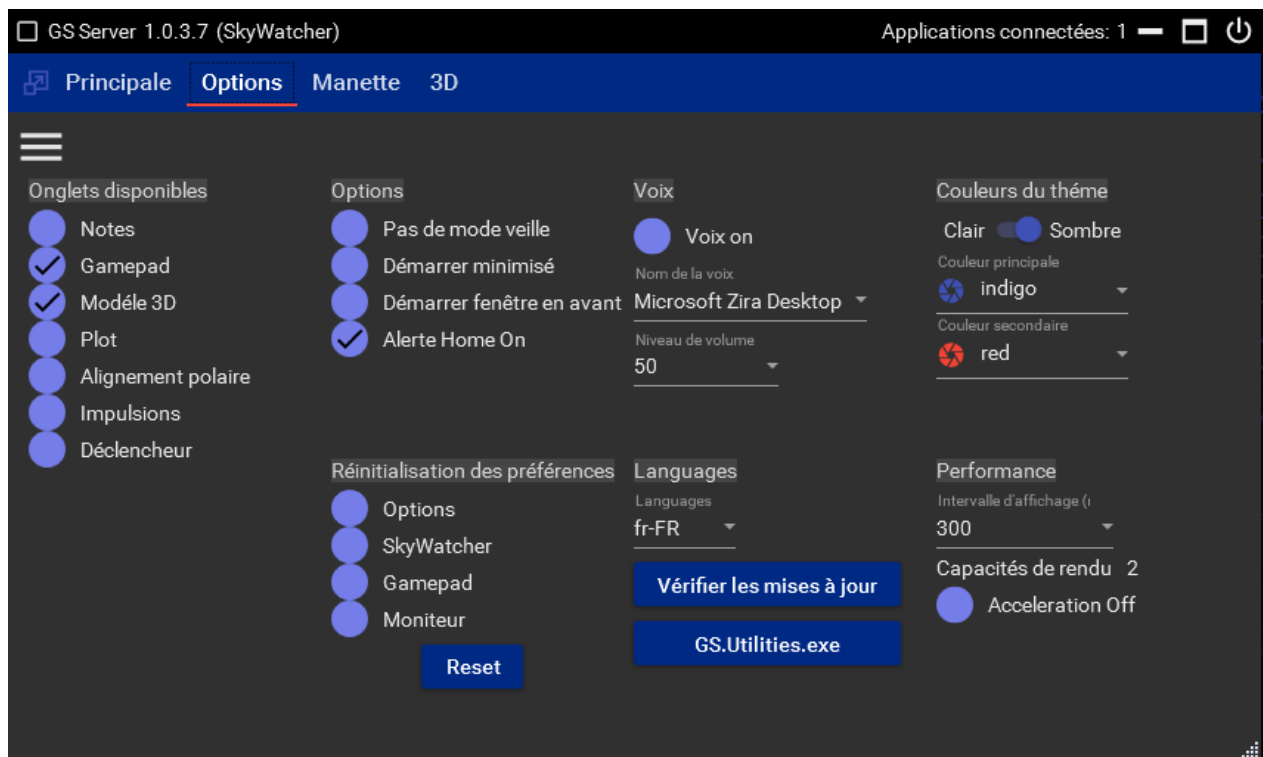 GS Server 1.0.3.7 (SkyWatcher)
Applications connectées: 1
Principale
Options
Manette
3D
Onglets disponibles
Notes
Gamepad
Modéle 3D
Plot
Alignement polaire
Impulsions
Déclencheur
Options
Pas de mode veille
Démarrer minimisé
Démarrer fenêtre en avant
Alerte Home On
Voix
Voix on
Nom de la voix
Microsoft Zira Desktop
Niveau de volume
50
Couleurs du théme
Clair
Sombre
Couleur principale
indigo
Couleur secondaire
red
Réinitialisation des préférences
Options
SkyWatcher
Gamepad
Moniteur
Reset
Languages
Languages
fr-FR
Vérifier les mises à jour
GS.Utilities.exe
Performance
Intervalle d'affichage (
300
Capacités de rendu 2
Acceleration Off